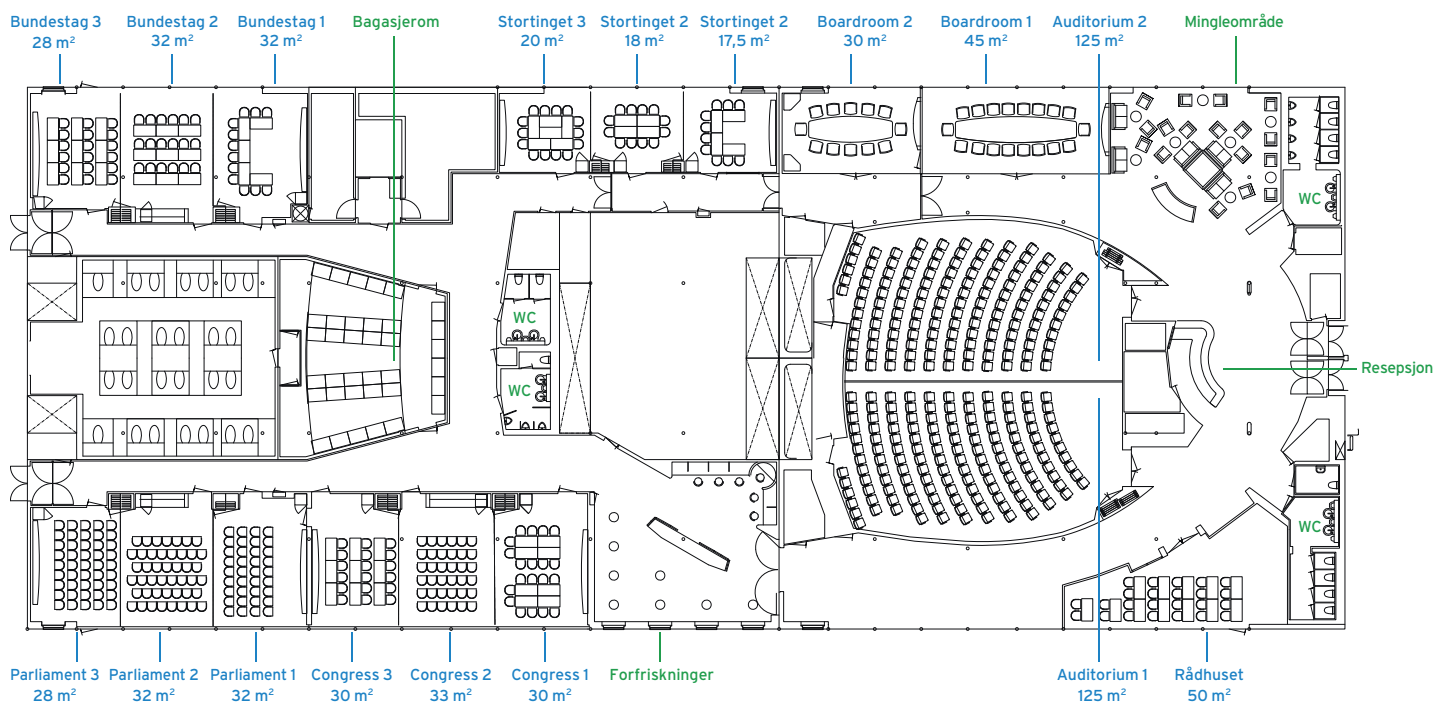 Bundestag 3
28 m²
Bundestag 2
32 m²
Bundestag 1
32 m²
Bagasjerom
Stortinget 3
20 m²
Stortinget 2
18 m²
Stortinget 2
17,5 m²
Boardroom 2
30 m²
Boardroom 1
45 m²
Auditorium 2
125 m²
Mingleområde
WC
WC
WC
Resepsjon
WC
Parliament 3
28 m²
Parliament 2
32 m²
Parliament 1
32 m²
Congress 3
30 m²
Congress 2
33 m²
Congress 1
30 m²
Forfriskninger
Auditorium 1
125 m²
Rådhuset
50 m²